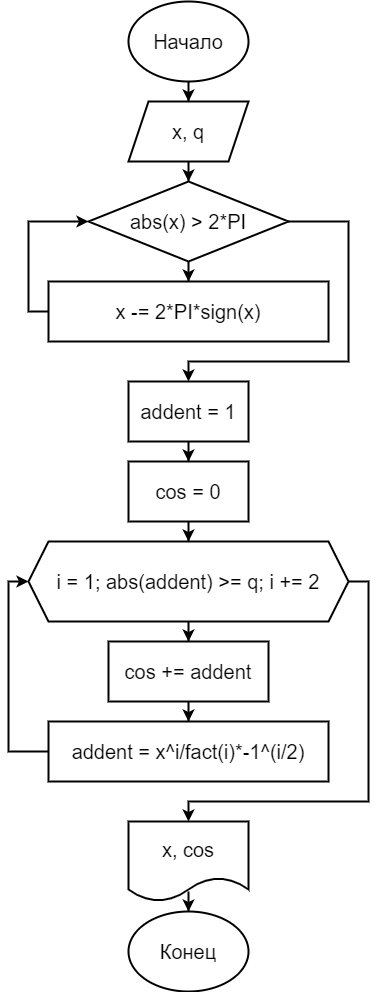 Начало
x, q
abs(x) > 2*PI
x -= 2*PI*sign(x)
addent = 1
cos = 0
i = 1; abs(addent) >= q; i += 2
cos += addent
addent = x^i/fact(i)*-1^(i/2)
x, cos
Конец